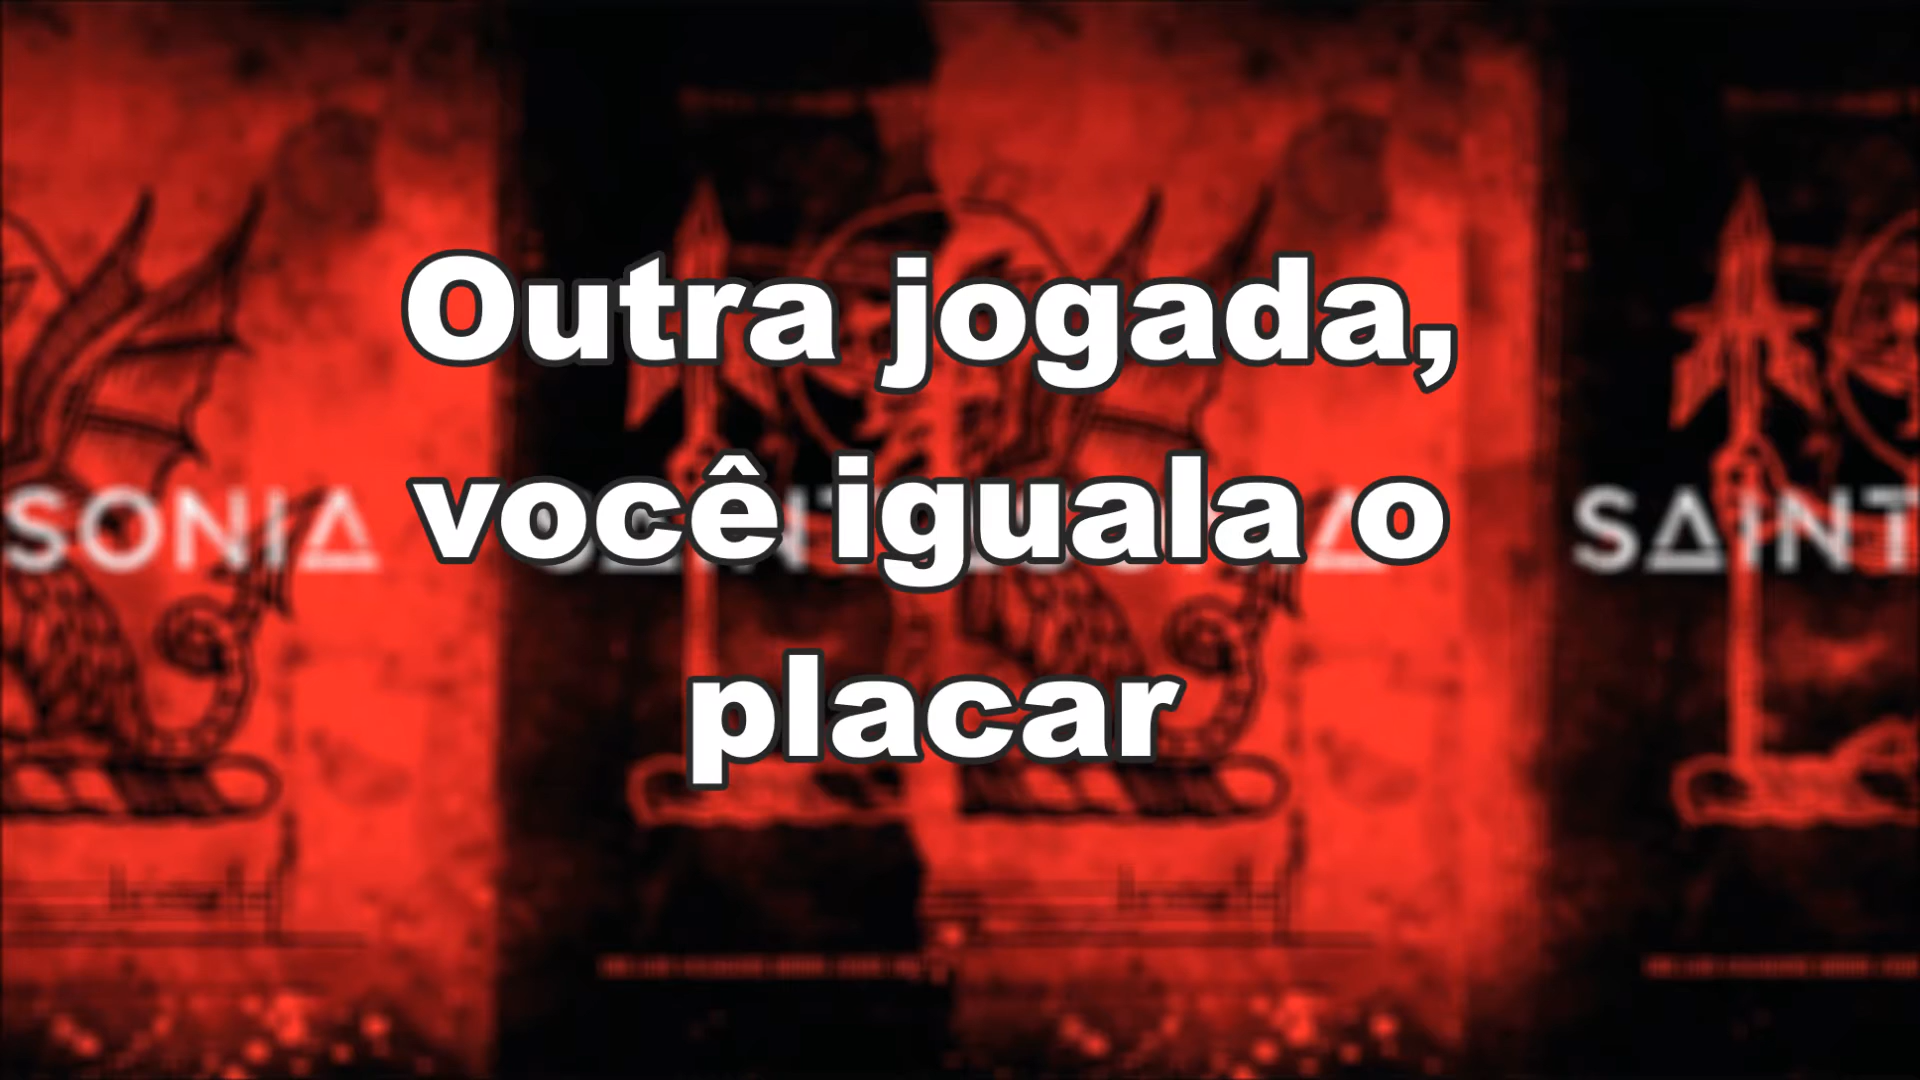 Outra jogada,
você iguala o
placar
SONIA
SAINT